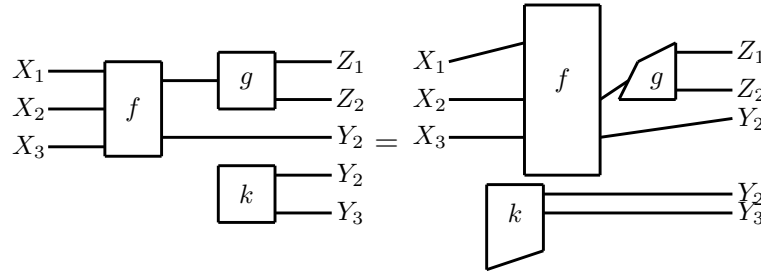 X₁ f g Z₁ = X₁ f g Z₁
X₂ Z₂ X₂ Z₂
X₃ Y₂ X₃ Y₂
k Y₂ k Y₂
Y₃ Y₃